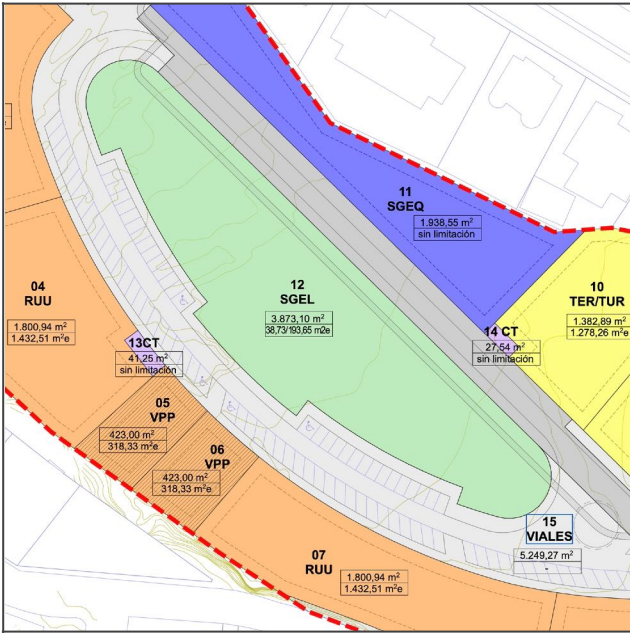 11
SGEQ
1.938,55 m²
sin limitación
04
RUU
1.800,94 m²
1.432,51 m²e
12
SGEL
3.873,10 m²
38,73/193,65 m2e
10
TER/TUR
1.382,89 m²
1.278,26 m²e
14 CT
27,54 m²
sin limitación
13CT
41,25 m²
sin limitación
05
VPP
423,00 m²
318,33 m²e
06
VPP
423,00 m²
318,33 m²e
15
VIALES
5.249,27 m²
-
07
RUU
1.800,94 m²
1.432,51 m²e